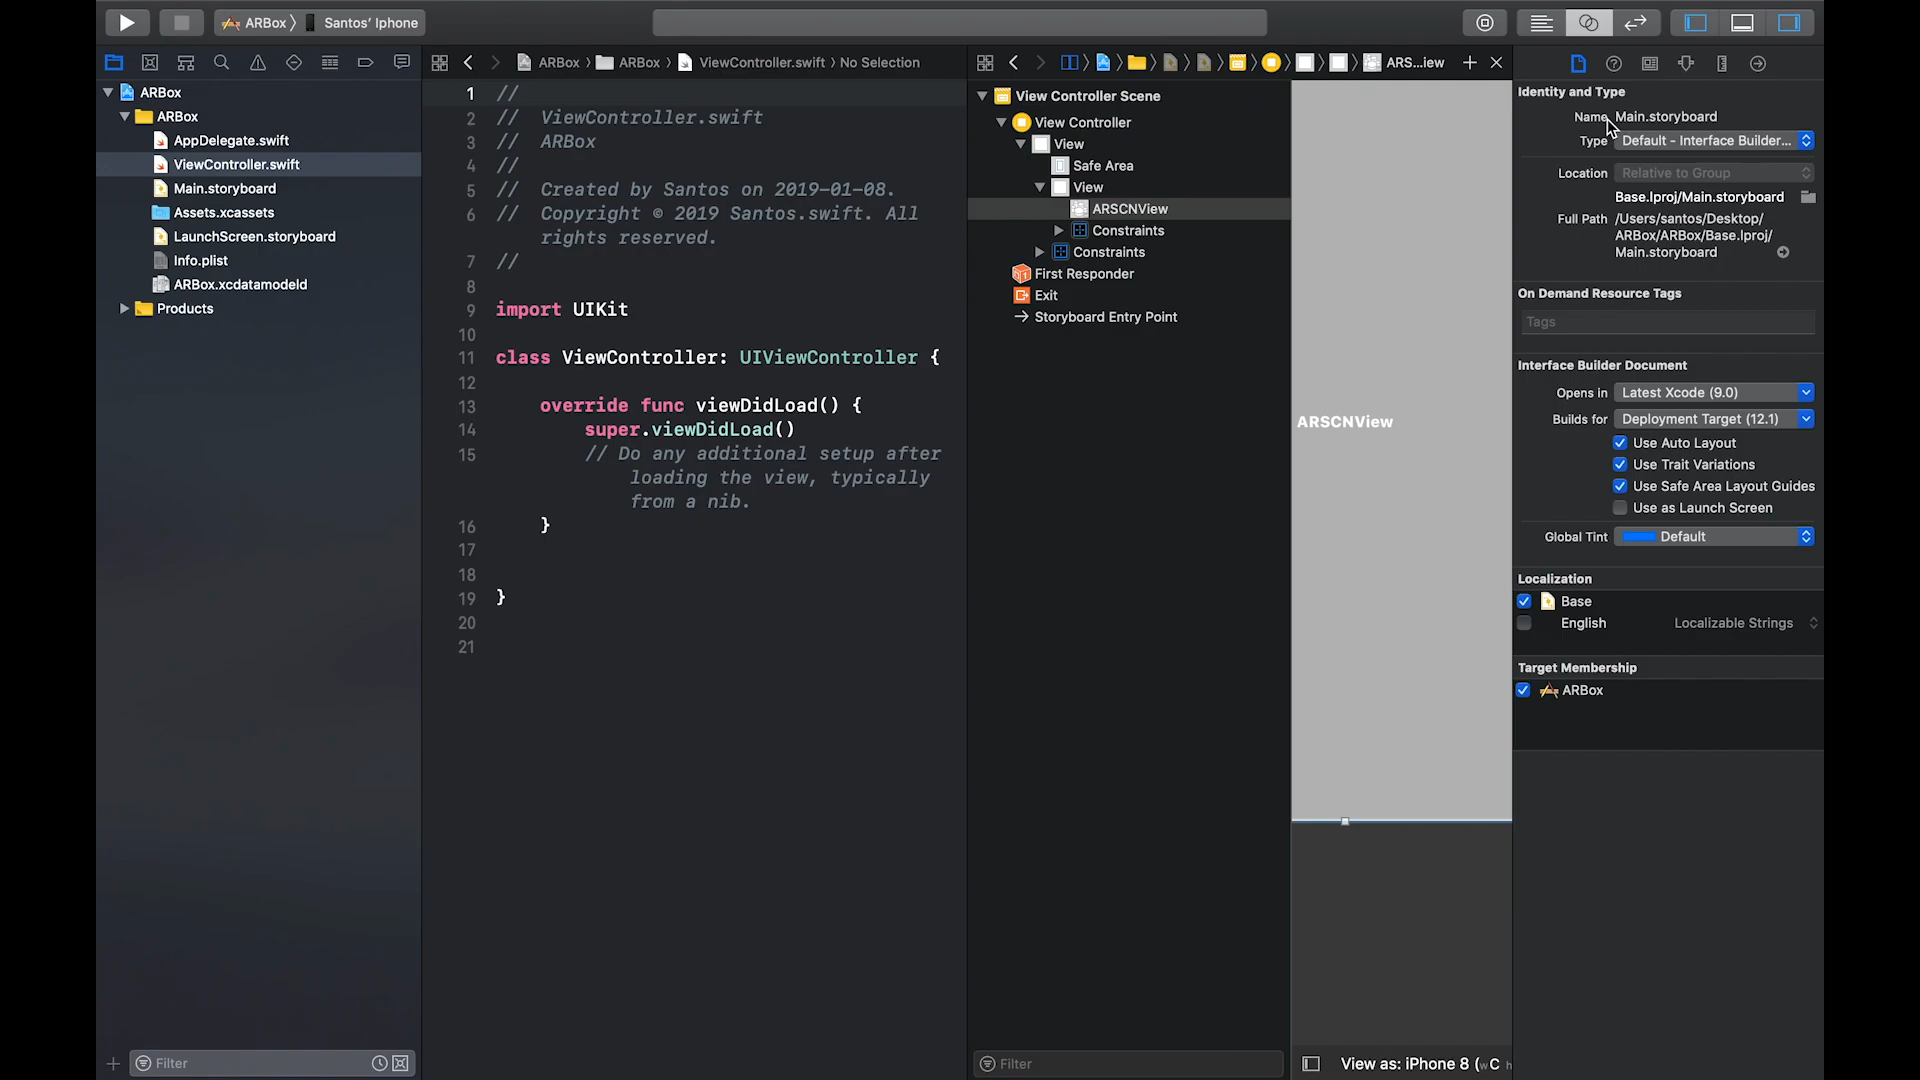 ARBox 〉 Santos' Iphone
ARBox 〉 ARBox 〉 ViewController.swift 〉 No Selection
ARS...iew
ARBox
ARBox
AppDelegate.swift
ViewController.swift
Main.storyboard
Assets.xcassets
LaunchScreen.storyboard
Info.plist
ARBox.xcdatamodeld
Products
Filter
1 //
2 // ViewController.swift
3 // ARBox
4 //
5 // Created by Santos on 2019-01-08.
6 // Copyright © 2019 Santos.swift. All
rights reserved.
7 //
8
9 import UIKit
10
11 class ViewController: UIViewController {
12
13 override func viewDidLoad() {
14 super.viewDidLoad()
15 // Do any additional setup after
loading the view, typically
from a nib.
16 }
17
18
19 }
20
21
View Controller Scene
View Controller
View
Safe Area
View
ARSCNView
Constraints
Constraints
First Responder
Exit
Storyboard Entry Point
Filter
ARSCNView
View as: iPhone 8 (wC h
Identity and Type
Name Main.storyboard
Type Default - Interface Builder...
Location Relative to Group
Base.lproj/Main.storyboard
Full Path /Users/santos/Desktop/
ARBox/ARBox/Base.lproj/
Main.storyboard
On Demand Resource Tags
Tags
Interface Builder Document
Opens in Latest Xcode (9.0)
Builds for Deployment Target (12.1)
Use Auto Layout
Use Trait Variations
Use Safe Area Layout Guides
Use as Launch Screen
Global Tint Default
Localization
Base
English Localizable Strings
Target Membership
ARBox